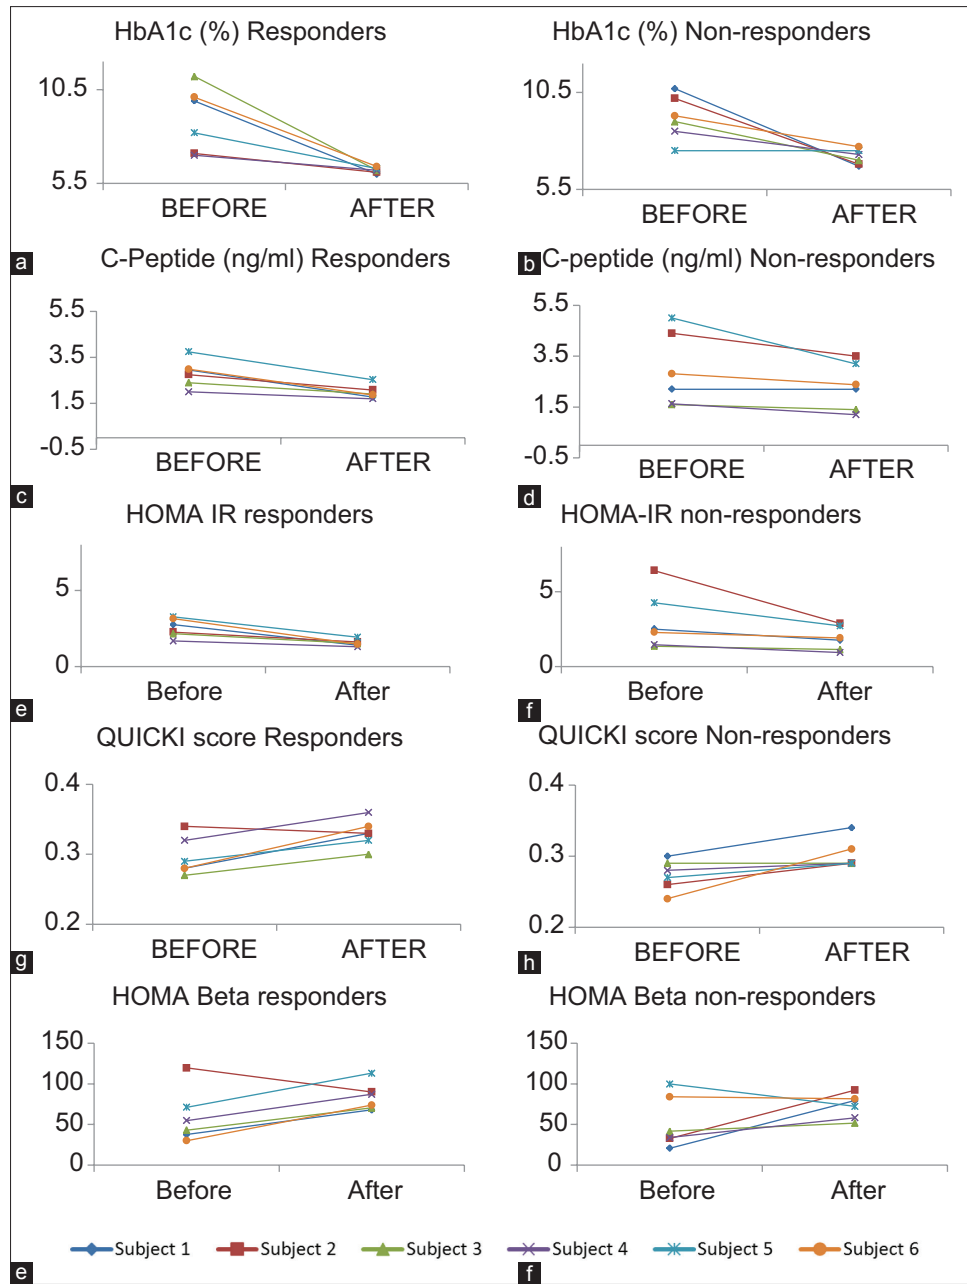 HbA1c (%) Responders
10.5
5.5
BEFORE AFTER
a
HbA1c (%) Non-responders
10.5
5.5
BEFORE AFTER
b
C-Peptide (ng/ml) Responders
5.5
3.5
1.5
-0.5
BEFORE AFTER
c
C-peptide (ng/ml) Non-responders
5.5
3.5
1.5
-0.5
BEFORE AFTER
d
HOMA IR responders
5
0
Before After
e
HOMA-IR non-responders
5
0
Before After
f
QUICKI score Responders
0.4
0.3
0.2
BEFORE AFTER
g
QUICKI score Non-responders
0.4
0.3
0.2
BEFORE AFTER
h
HOMA Beta responders
150
100
50
0
Before After
HOMA Beta non-responders
150
100
50
0
Before After
Subject 1 Subject 2 Subject 3 Subject 4 Subject 5 Subject 6
e
f